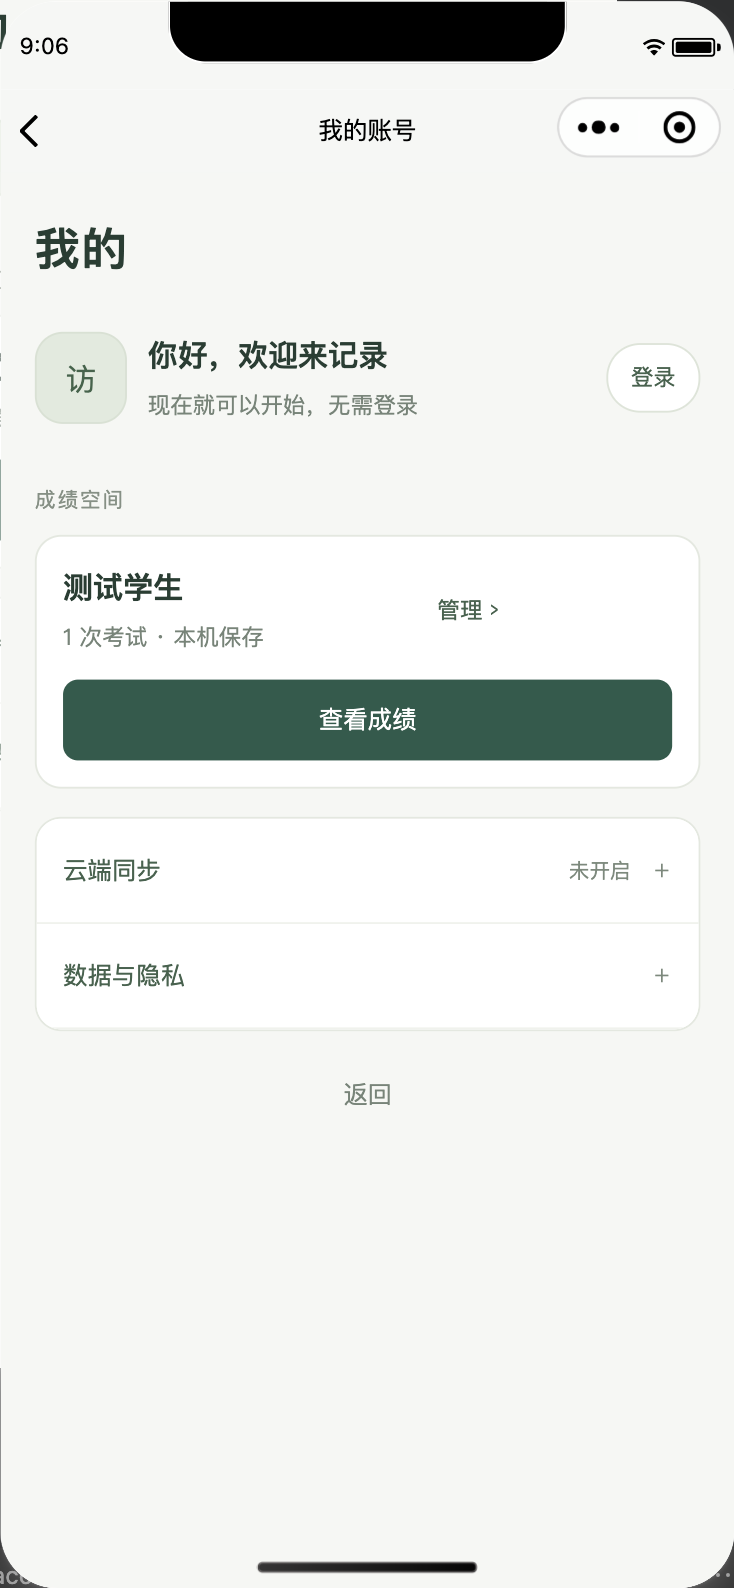 9:06
我的账号
我的
访
你好，欢迎来记录
现在就可以开始，无需登录
登录
成绩空间
测试学生
1 次考试 · 本机保存
管理 >
查看成绩
云端同步
未开启 +
数据与隐私
+
返回